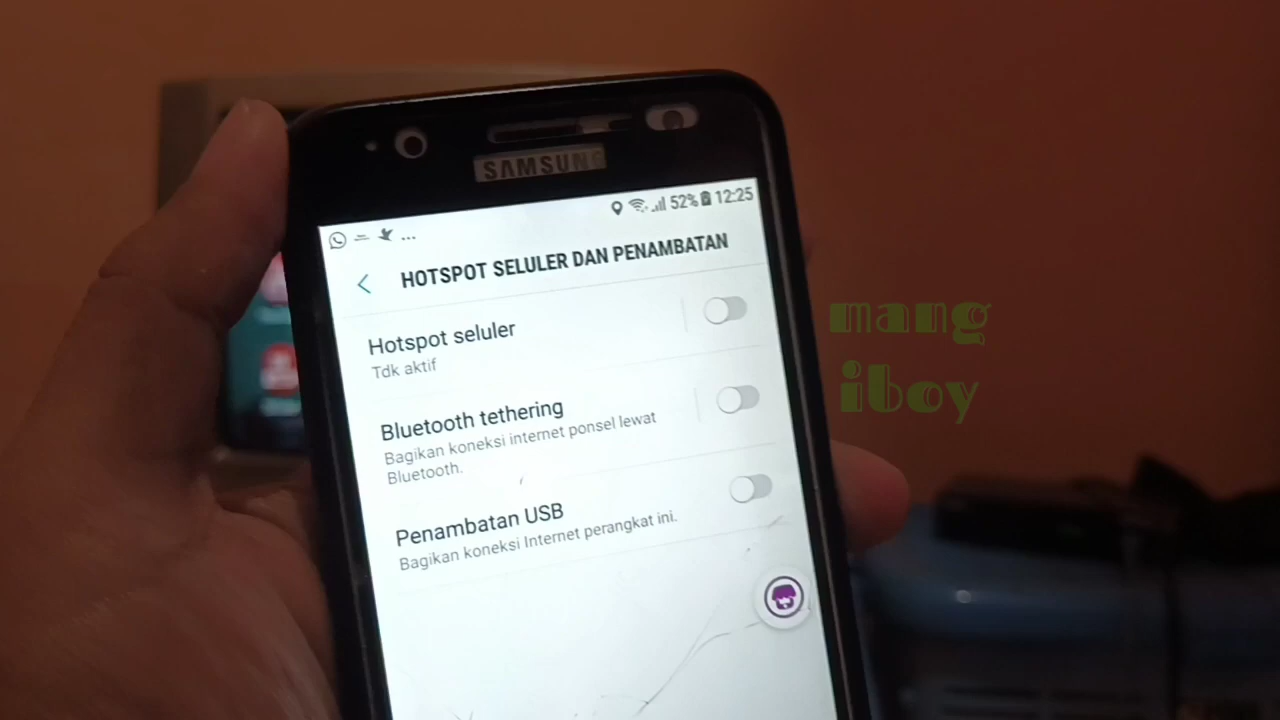 SAMSUNG
52% 12:25
HOTSPOT SELULER DAN PENAMBATAN
Hotspot seluler
Tdk aktif
Bluetooth tethering
Bagikan koneksi internet ponsel lewat
Bluetooth.
Penambatan USB
Bagikan koneksi Internet perangkat ini.
mang
iboy